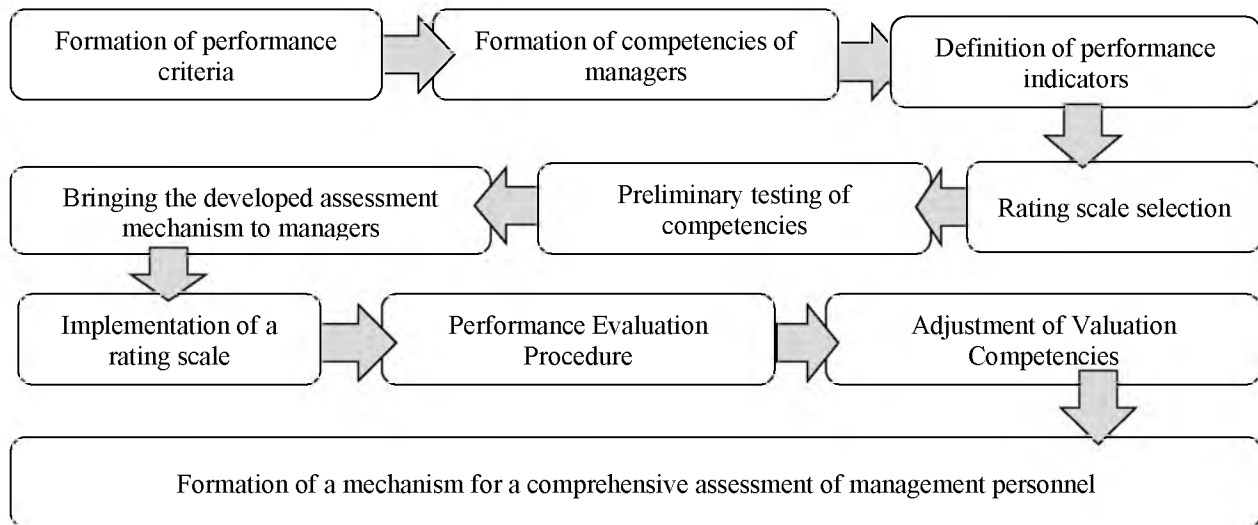 Formation of performance
criteria
Formation of competencies of
managers
Definition of performance
indicators
Bringing the developed assessment
mechanism to managers
Preliminary testing of
competencies
Rating scale selection
Implementation of a
rating scale
Performance Evaluation
Procedure
Adjustment of Valuation
Competencies
Formation of a mechanism for a comprehensive assessment of management personnel